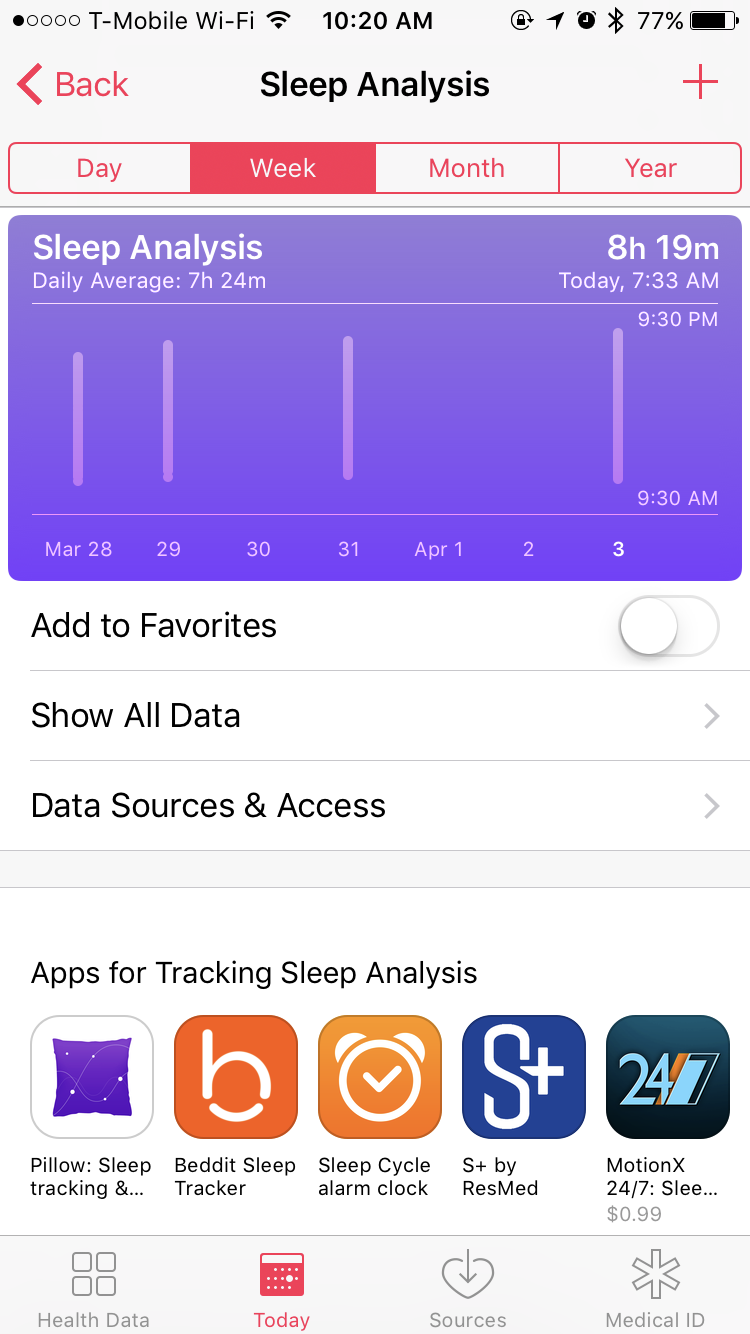 T-Mobile Wi-Fi 10:20 AM 77%
Back Sleep Analysis
Day Week Month Year
Sleep Analysis 8h 19m
Daily Average: 7h 24m Today, 7:33 AM
9:30 PM
9:30 AM
Mar 28 29 30 31 Apr 1 2 3
Add to Favorites
Show All Data
Data Sources & Access
Apps for Tracking Sleep Analysis
b S+ 24/7
Pillow: Sleep Beddit Sleep Sleep Cycle S+ by MotionX
tracking &... Tracker alarm clock ResMed 24/7: Slee...
$0.99
Health Data Today Sources Medical ID